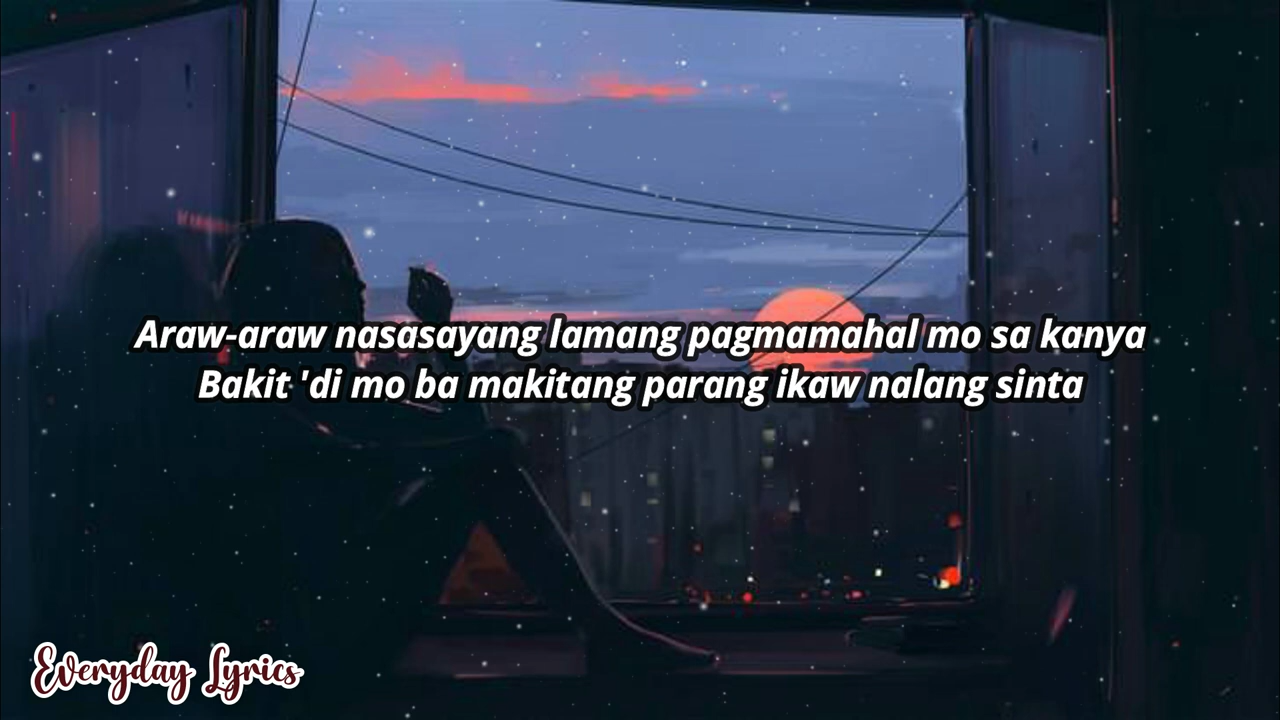 Araw-araw nasasayang lamang pagmamahal mo sa kanya
Bakit 'di mo ba makitang parang ikaw nalang sinta
Everyday Lyrics